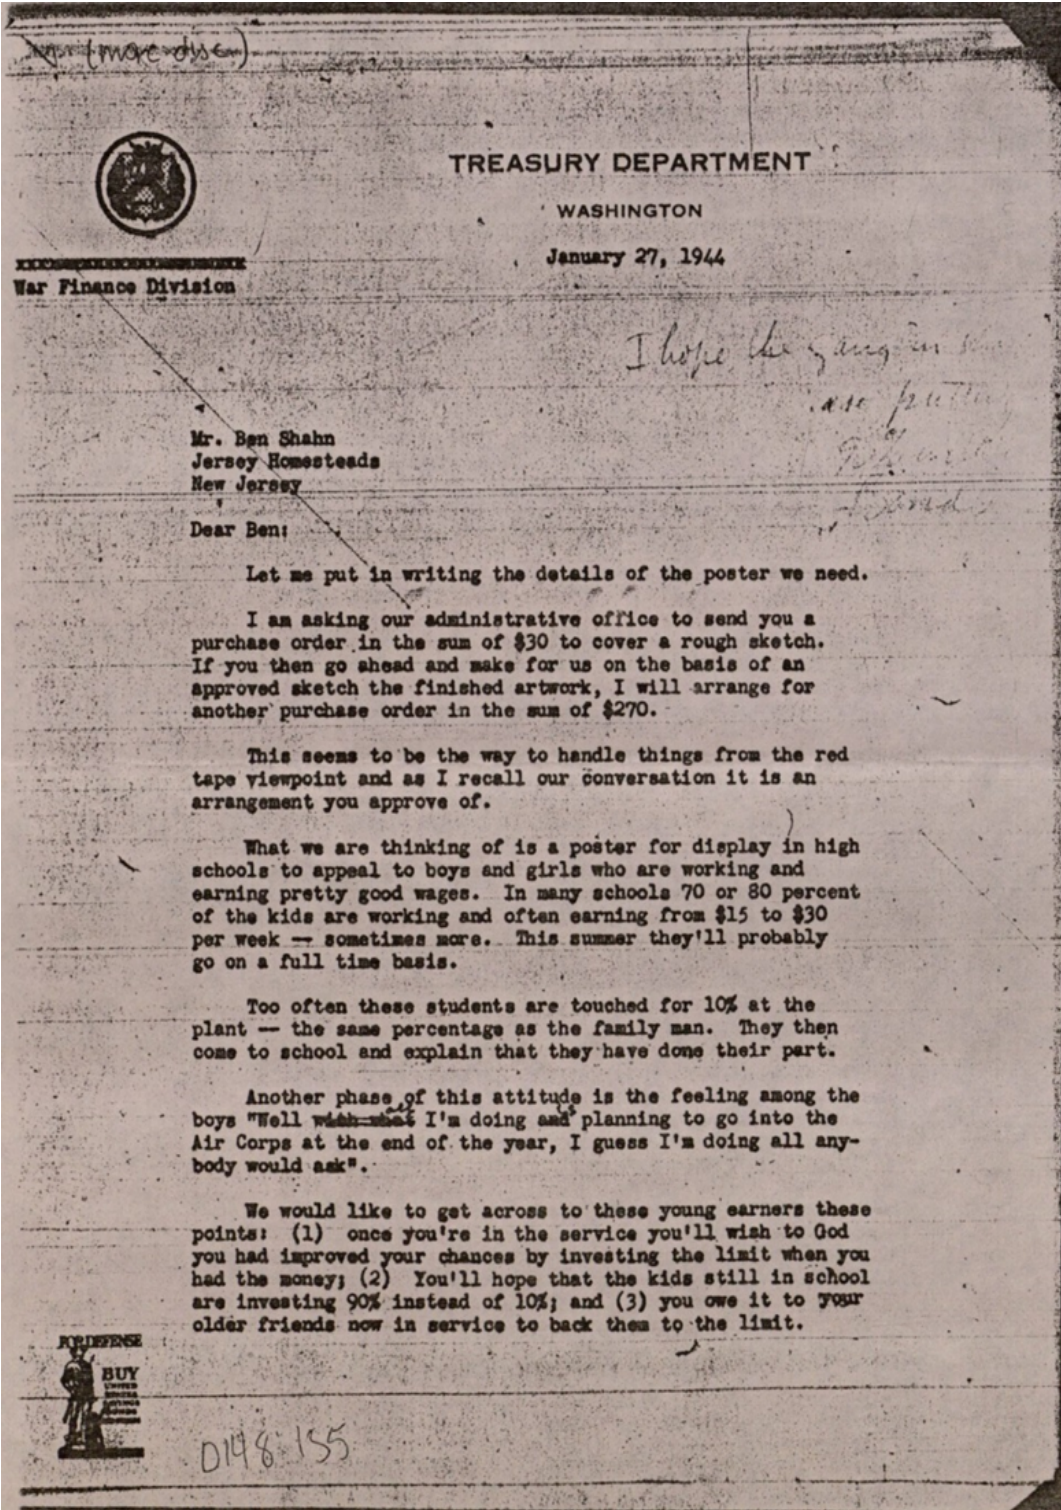 (more disc)
TREASURY DEPARTMENT
WASHINGTON
January 27, 1944
War Finance Division
I hope the young in
are putting
Bonds
Mr. Ben Shahn
Jersey Homesteads
New Jersey
Dear Ben:
Let me put in writing the details of the poster we need.
I am asking our administrative office to send you a
purchase order in the sum of $30 to cover a rough sketch.
If you then go ahead and make for us on the basis of an
approved sketch the finished artwork, I will arrange for
another purchase order in the sum of $270.
This seems to be the way to handle things from the red
tape viewpoint and as I recall our conversation it is an
arrangement you approve of.
What we are thinking of is a poster for display in high
schools to appeal to boys and girls who are working and
earning pretty good wages. In many schools 70 or 80 percent
of the kids are working and often earning from $15 to $30
per week -- sometimes more. This summer they'll probably
go on a full time basis.
Too often these students are touched for 10% at the
plant -- the same percentage as the family man. They then
come to school and explain that they have done their part.
Another phase of this attitude is the feeling among the
boys "Well I'm doing planning to go into the
Air Corps at the end of the year, I guess I'm doing all any-
body would ask".
We would like to get across to these young earners these
points: (1) once you're in the service you'll wish to God
you had improved your chances by investing the limit when you
had the money; (2) You'll hope that the kids still in school
are investing 90% instead of 10%; and (3) you owe it to your
older friends now in service to back them to the limit.
FOR DEFENSE
BUY
UNITED
STATES
SAVINGS
BONDS
0148 155